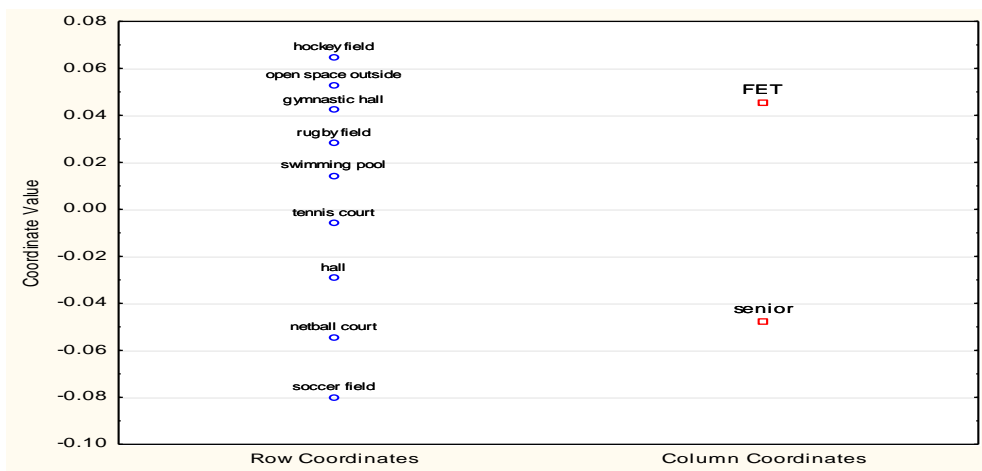 0.08
hockey field
0.06
open space outside
FET
gymnastic hall
0.04
rugby field
0.02
swimming pool
0.00
tennis court
Coordinate Value
-0.02
hall
-0.04
senior
netball court
-0.06
soccer field
-0.08
-0.10
Row Coordinates Column Coordinates